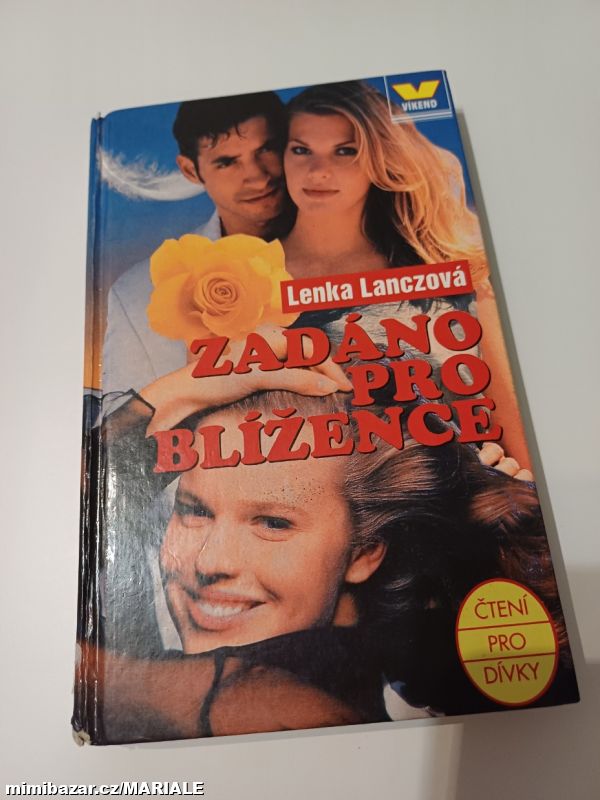 VÍKEND
Lenka Lanczová
ZADÁNO
PRO
BLÍŽENCE
ČTENÍ
PRO
DÍVKY
mimibazar.cz/MARIALE